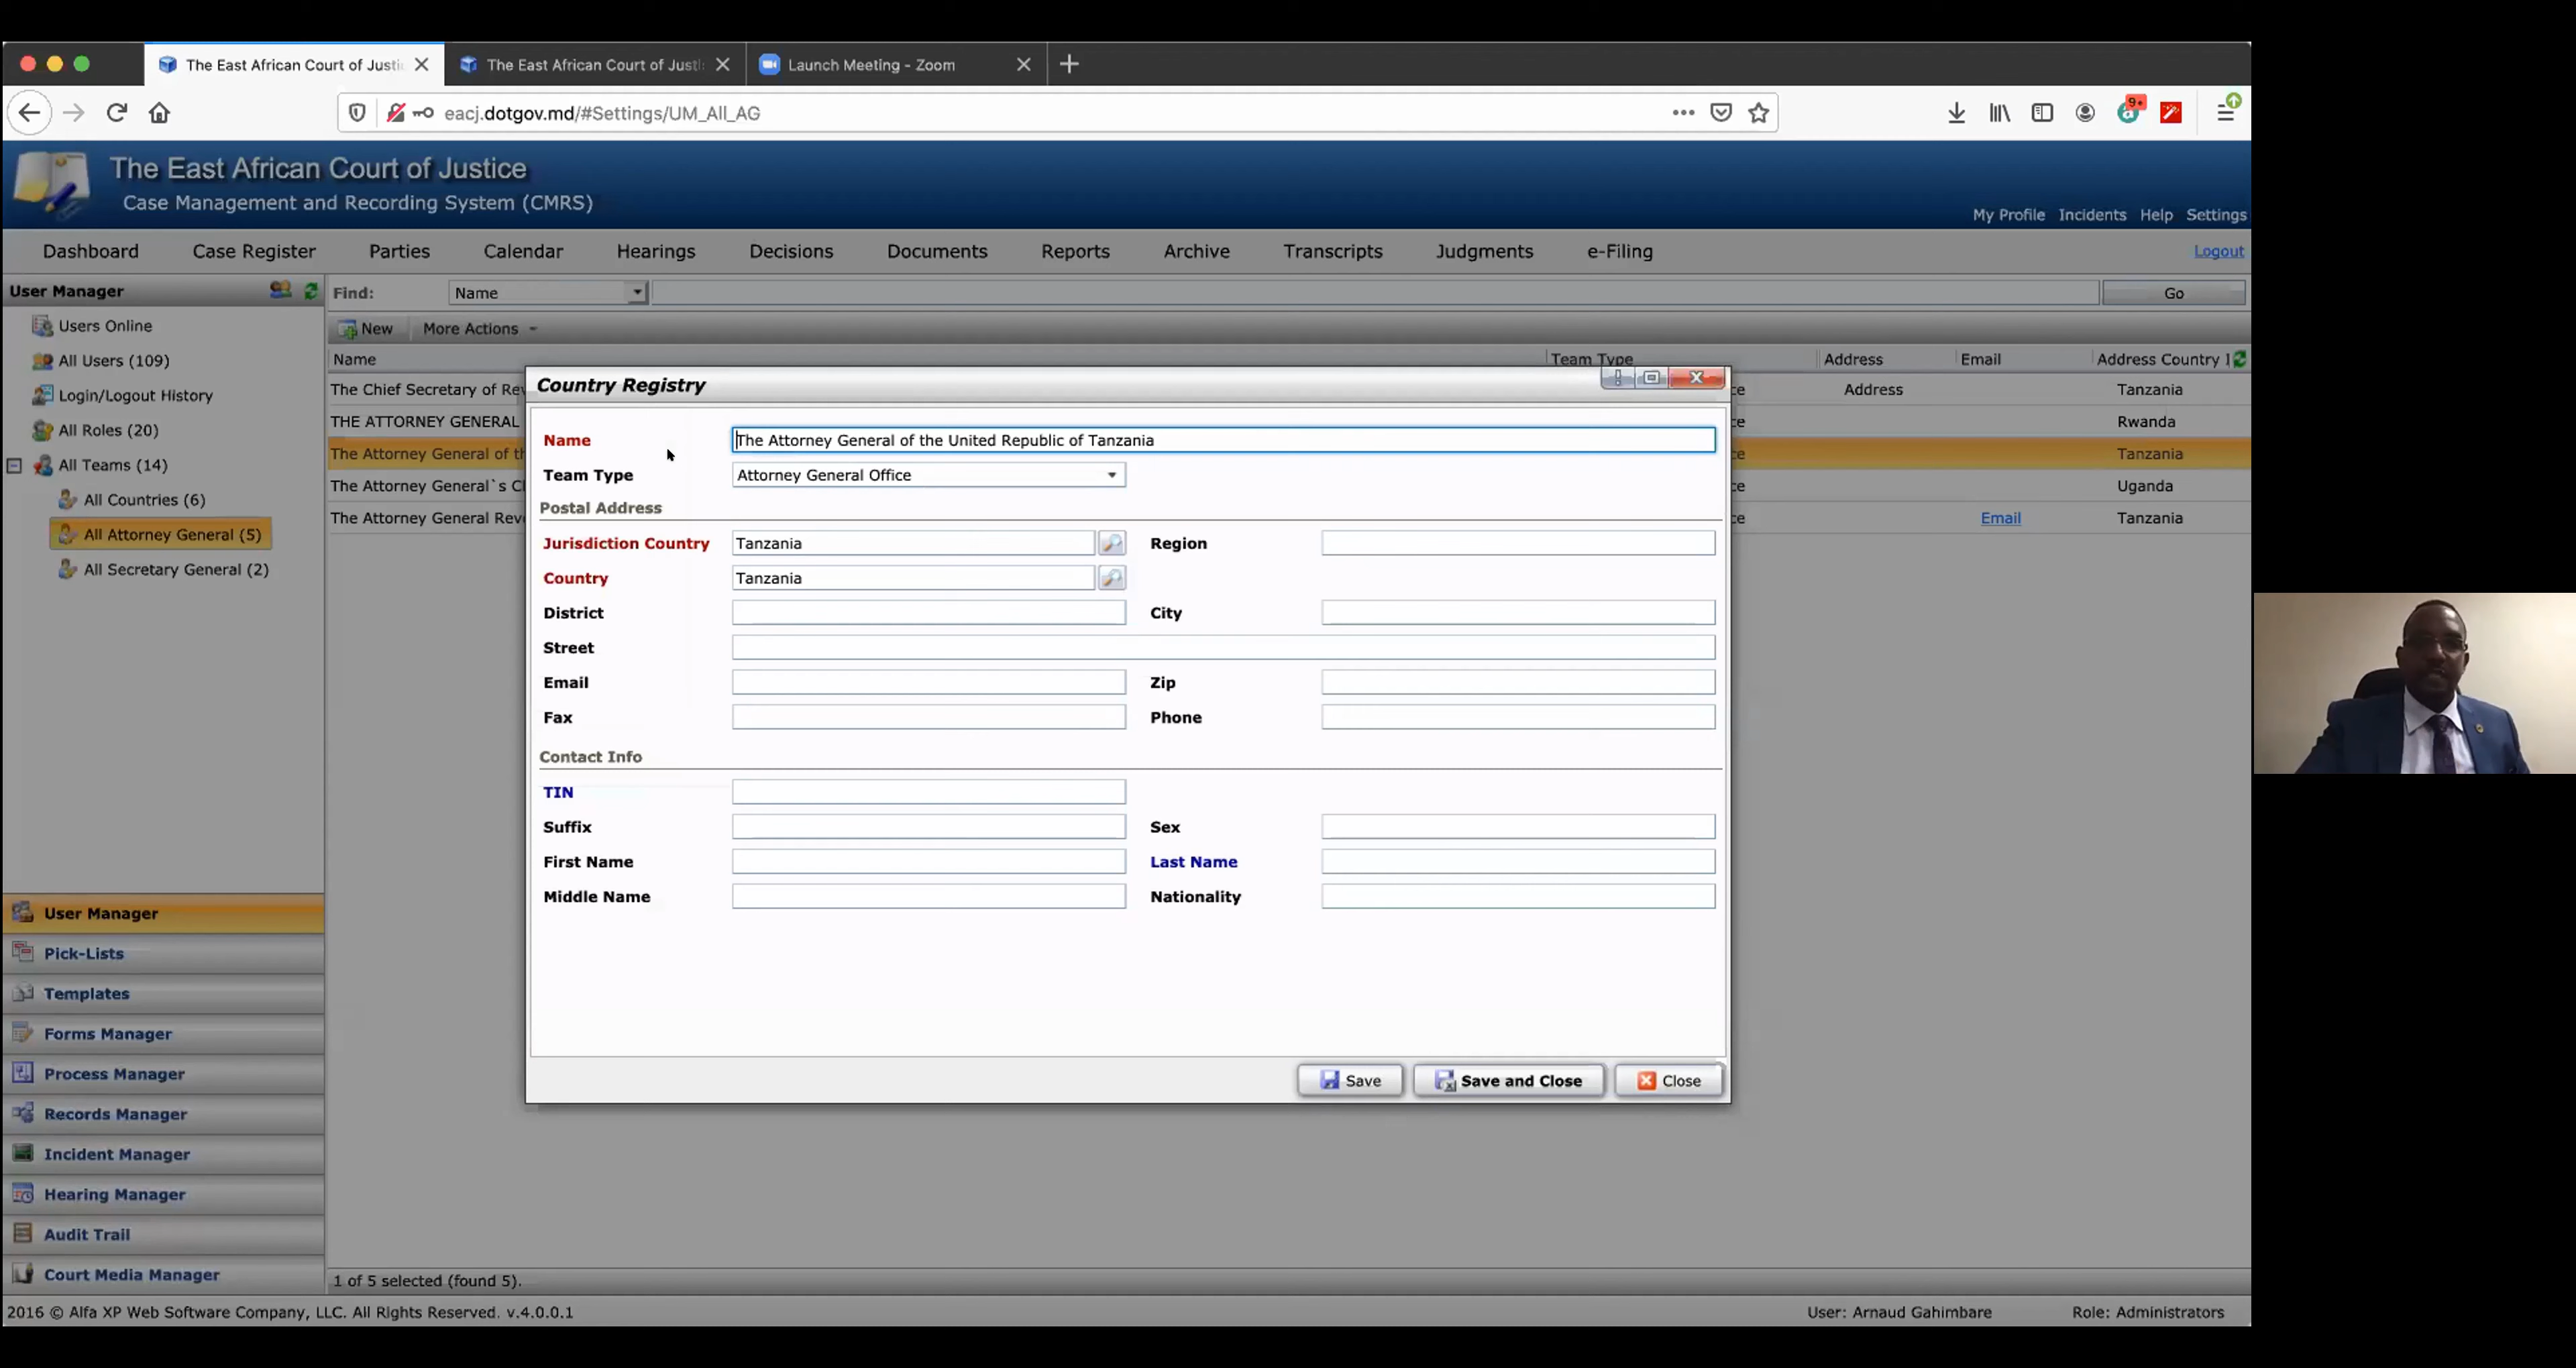 The East African Court of Justi
The East African Court of Justi
Launch Meeting - Zoom
eacj.dotgov.md/#Settings/UM_All_AG
9+
The East African Court of Justice
Case Management and Recording System (CMRS)
My Profile Incidents Help Settings
Dashboard Case Register Parties Calendar Hearings Decisions Documents Reports Archive Transcripts Judgments e-Filing Logout
User Manager
Find: Name Go
Users Online
All Users (109)
Login/Logout History
All Roles (20)
All Teams (14)
All Countries (6)
All Attorney General (5)
All Secretary General (2)
New More Actions
Name Team Type Address Email Address Country I
The Chief Secretary of Rev ce Address Tanzania
THE ATTORNEY GENERAL ce Rwanda
The Attorney General of th ce Tanzania
The Attorney General`s Cl ce Uganda
The Attorney General Revo ce Email Tanzania
Country Registry
Name The Attorney General of the United Republic of Tanzania
Team Type Attorney General Office
Postal Address
Jurisdiction Country Tanzania Region
Country Tanzania
District City
Street
Email Zip
Fax Phone
Contact Info
TIN
Suffix Sex
First Name Last Name
Middle Name Nationality
Save Save and Close Close
User Manager
Pick-Lists
Templates
Forms Manager
Process Manager
Records Manager
Incident Manager
Hearing Manager
Audit Trail
Court Media Manager
1 of 5 selected (found 5).
2016 © Alfa XP Web Software Company, LLC. All Rights Reserved. v.4.0.0.1 User: Arnaud Gahimbare Role: Administrators